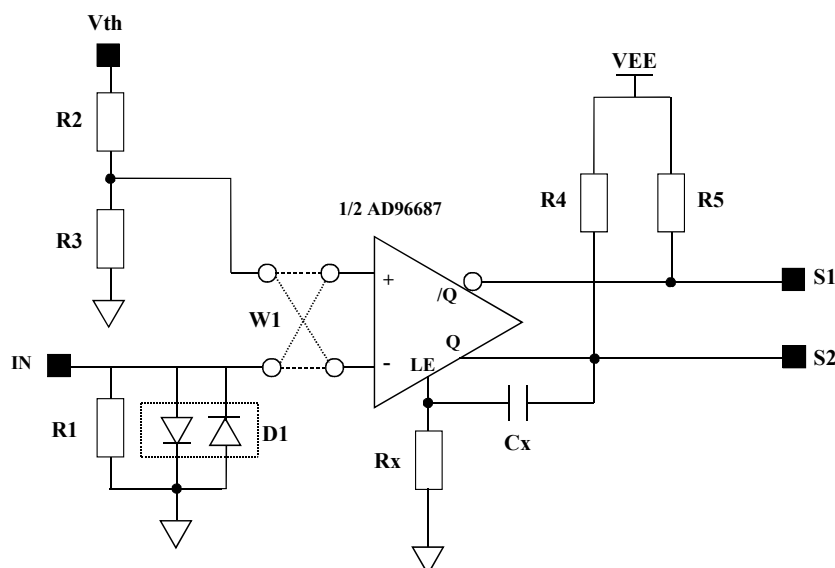 Vth
VEE
R2
R4
R5
1/2 AD96687
R3
+
/Q
S1
W1
Q
S2
IN
-
LE
R1
D1
Rx
Cx